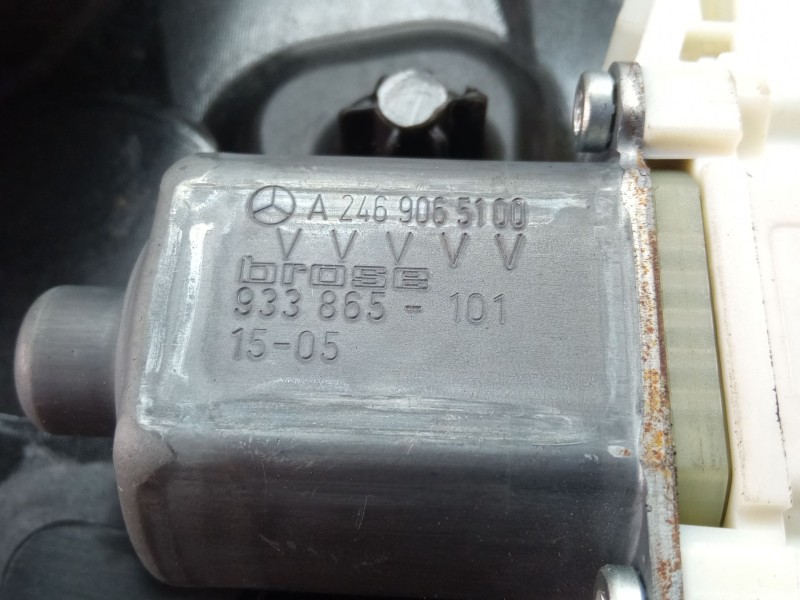 A 246 906 5100
V V V V V
brose
933 865 - 101
15-05